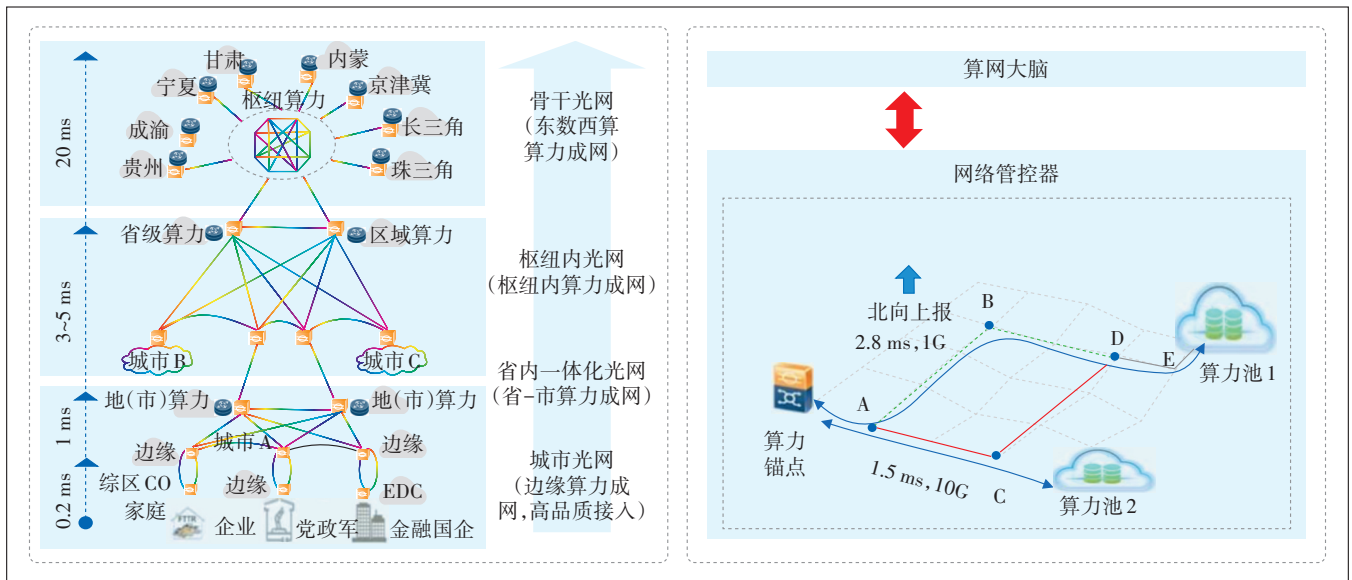 甘肃
内蒙
宁夏
京津冀
枢纽算力
成渝
长三角
贵州
珠三角
20 ms
骨干光网
(东数西算
算力成网)
省级算力
区域算力
3~5 ms
枢纽内光网
(枢纽内算力成网)
城市B
城市C
省内一体化光网
(省-市算力成网)
地(市)算力
地(市)算力
1 ms
城市A
边缘
边缘
综区CO
边缘
EDC
0.2 ms
城市光网
(边缘算力成
网,高品质接入)
家庭
FTTR
企业
党政军
金融国企
算网大脑
网络管控器
北向上报
2.8 ms,1G
B
D
E
算力池1
A
算力
锚点
C
1.5 ms,10G
算力池2